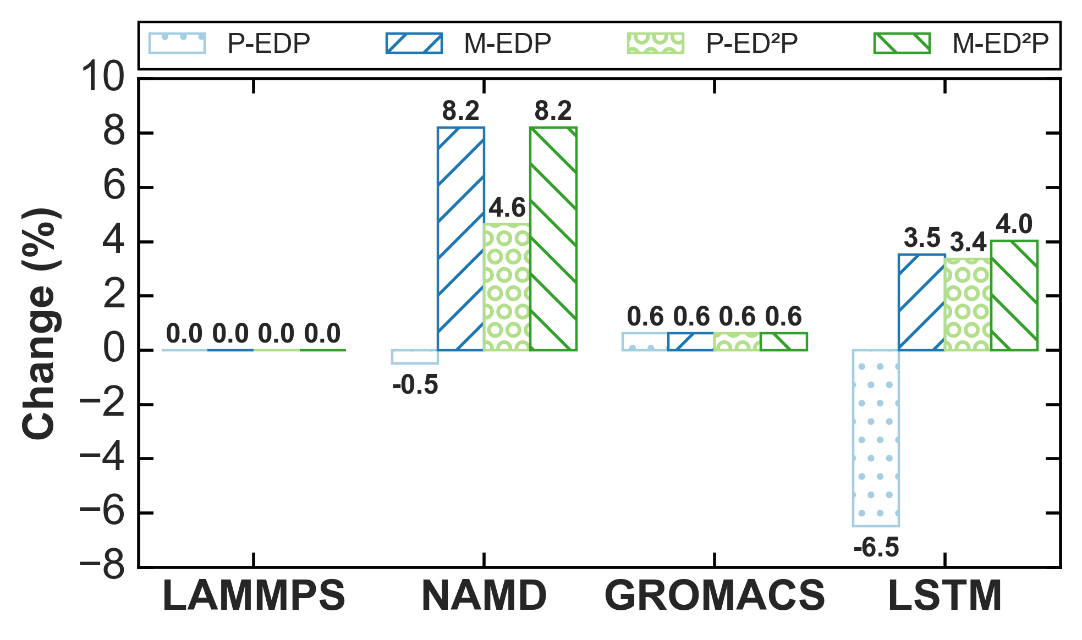 P-EDP M-EDP P-ED²P M-ED²P
10
8
6
4
2
0
−2
−4
−6
−8
Change (%)
0.0 0.0 0.0 0.0
-0.5 8.2 4.6 8.2
0.6 0.6 0.6 0.6
-6.5 3.5 3.4 4.0
LAMMPS NAMD GROMACS LSTM